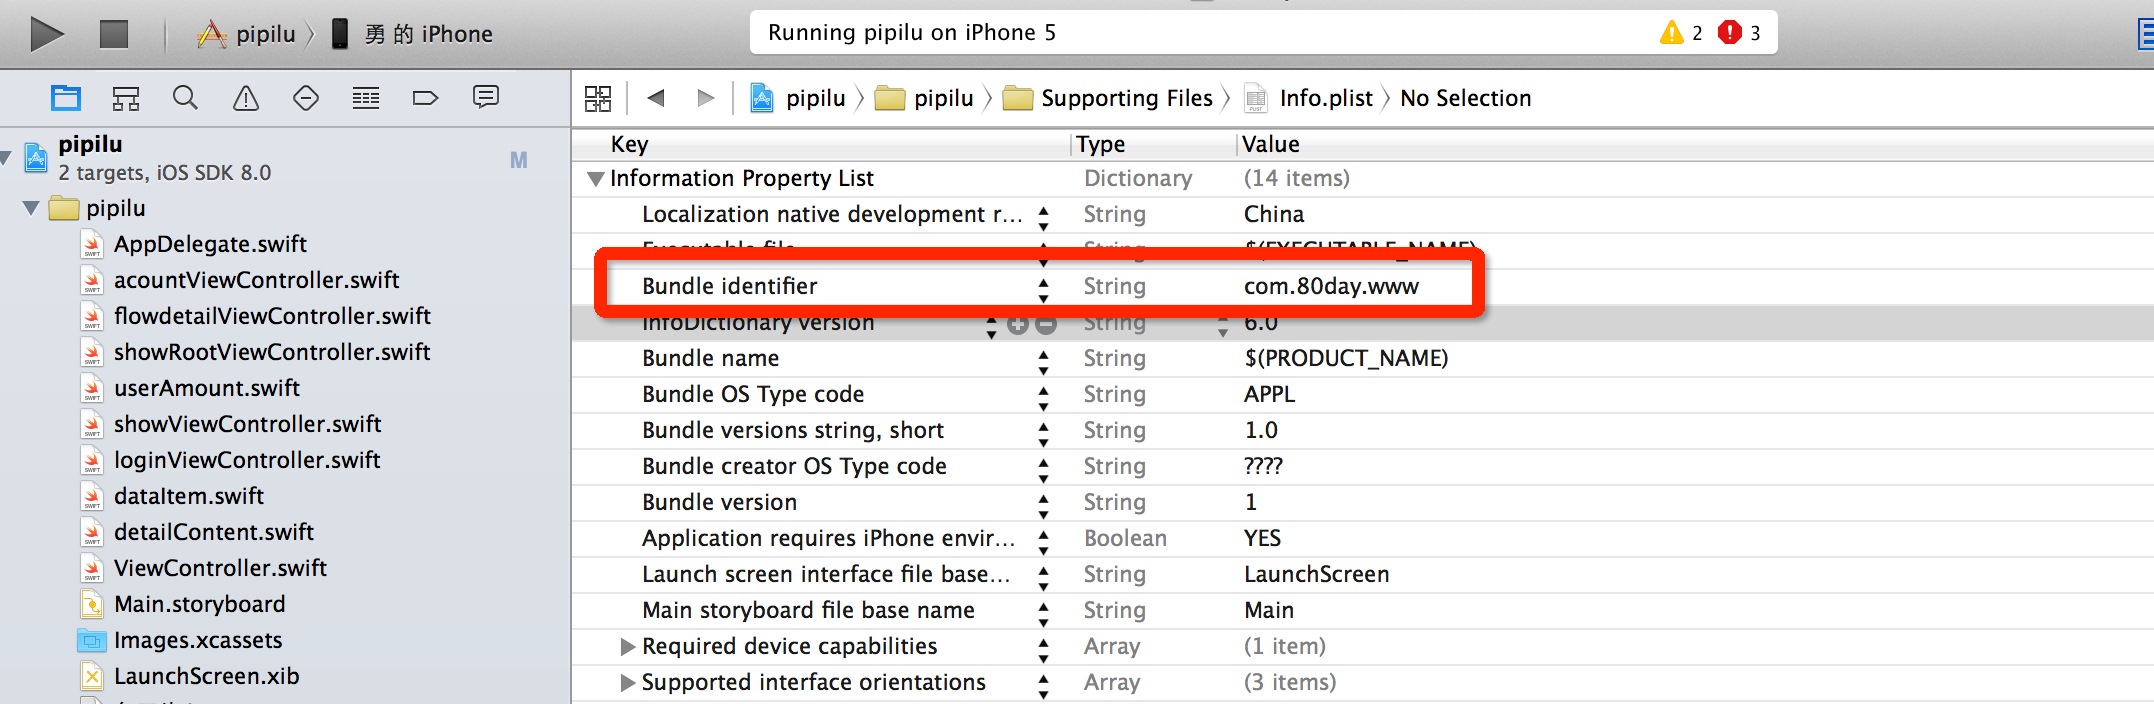 pipilu 勇 的 iPhone
Running pipilu on iPhone 5 2 3
pipilu pipilu Supporting Files Info.plist No Selection
pipilu M
2 targets, iOS SDK 8.0
pipilu
AppDelegate.swift
acountViewController.swift
flowdetailViewController.swift
showRootViewController.swift
userAmount.swift
showViewController.swift
loginViewController.swift
dataItem.swift
detailContent.swift
ViewController.swift
Main.storyboard
Images.xcassets
LaunchScreen.xib
Key Type Value
Information Property List Dictionary (14 items)
Localization native development r... String China
Executable file String $(EXECUTABLE_NAME)
Bundle identifier String com.80day.www
InfoDictionary version String 6.0
Bundle name String $(PRODUCT_NAME)
Bundle OS Type code String APPL
Bundle versions string, short String 1.0
Bundle creator OS Type code String ????
Bundle version String 1
Application requires iPhone envir... Boolean YES
Launch screen interface file base... String LaunchScreen
Main storyboard file base name String Main
Required device capabilities Array (1 item)
Supported interface orientations Array (3 items)